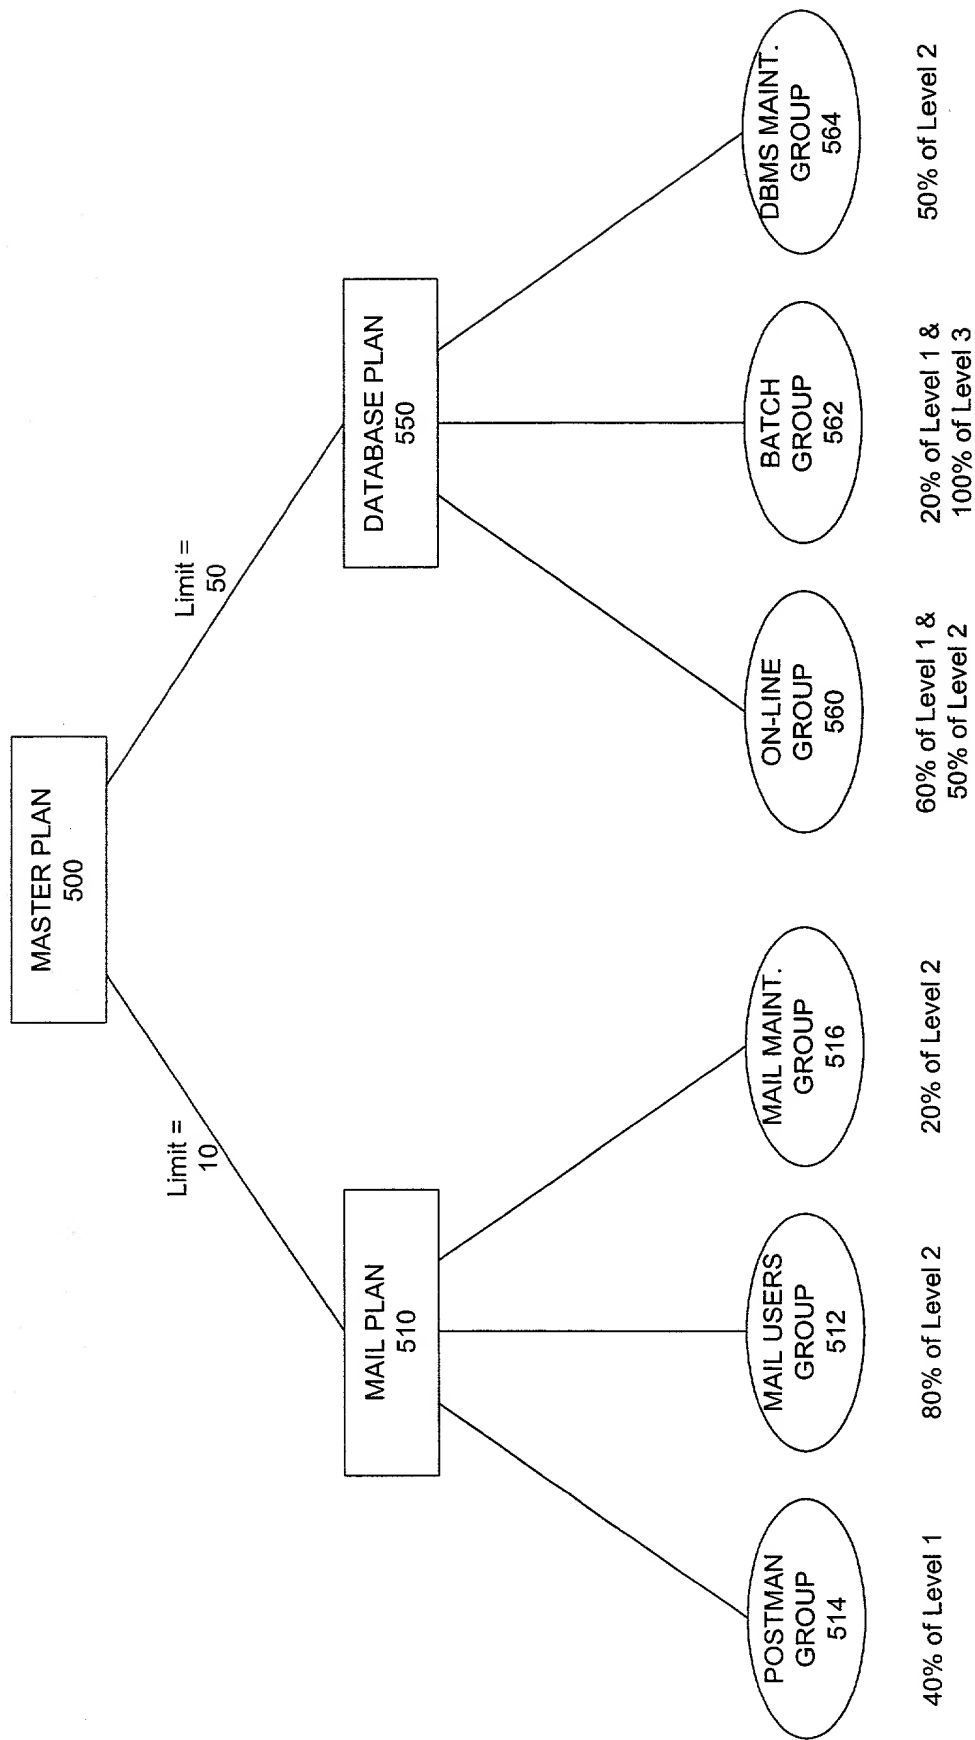 MASTER PLAN
500
Limit =
10
Limit =
50
MAIL PLAN
510
DATABASE PLAN
550
POSTMAN
GROUP
514
MAIL USERS
GROUP
512
MAIL MAINT.
GROUP
516
ON-LINE
GROUP
560
BATCH
GROUP
562
DBMS MAINT.
GROUP
564
40% of Level 1
80% of Level 2
20% of Level 2
60% of Level 1 &
50% of Level 2
20% of Level 1 &
100% of Level 3
50% of Level 2